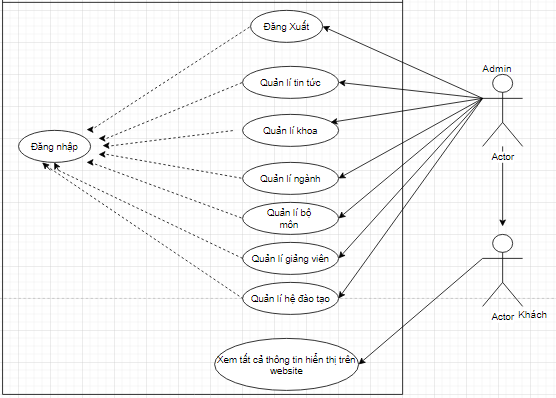 Đăng Xuất
Admin
Quản lí tin tức
Quản lí khoa
Đăng nhập
Actor
Quản lí ngành
Quản lí bộ
môn
Quản lí giảng viên
Quản lí hệ đào tạo
Actor
Khách
Xem tất cả thông tin hiển thị trên
website